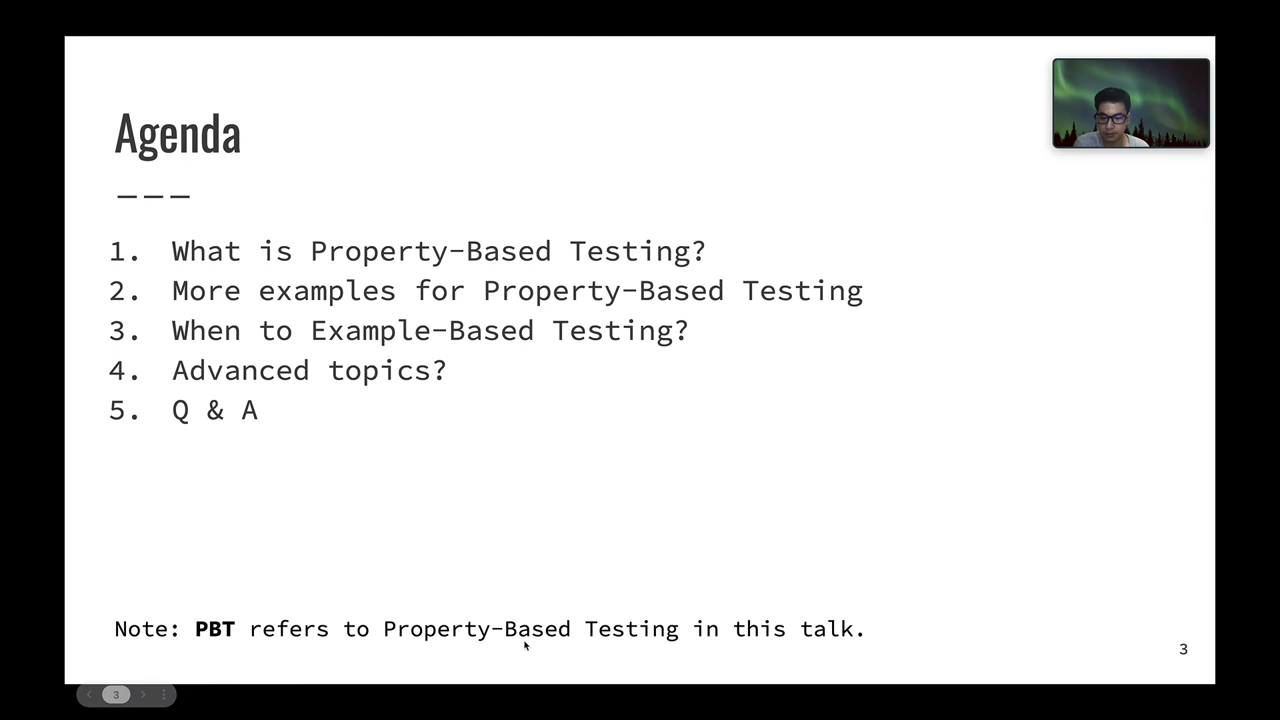 Agenda
———
1. What is Property-Based Testing?
2. More examples for Property-Based Testing
3. When to Example-Based Testing?
4. Advanced topics?
5. Q & A
Note: PBT refers to Property-Based Testing in this talk.
3
3